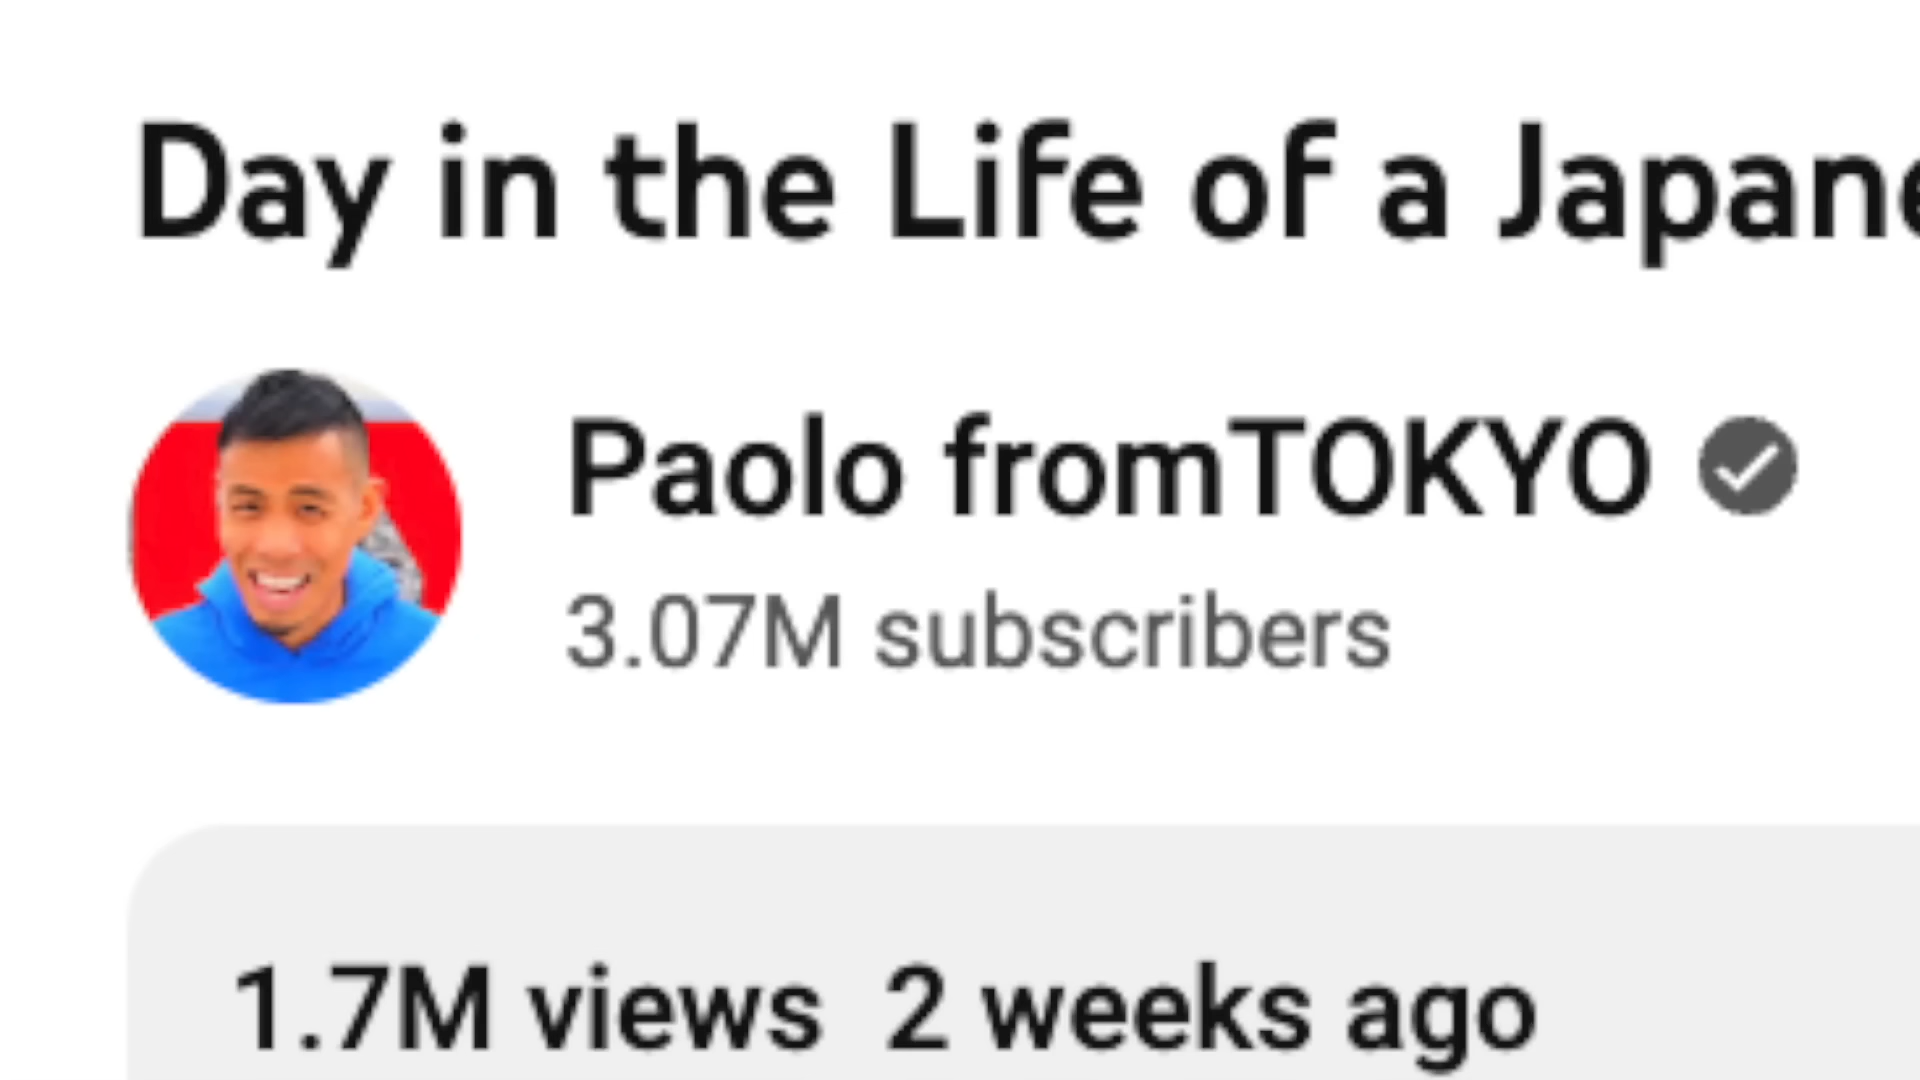 Day in the Life of a Japane
Paolo fromTOKYO
3.07M subscribers
1.7M views 2 weeks ago